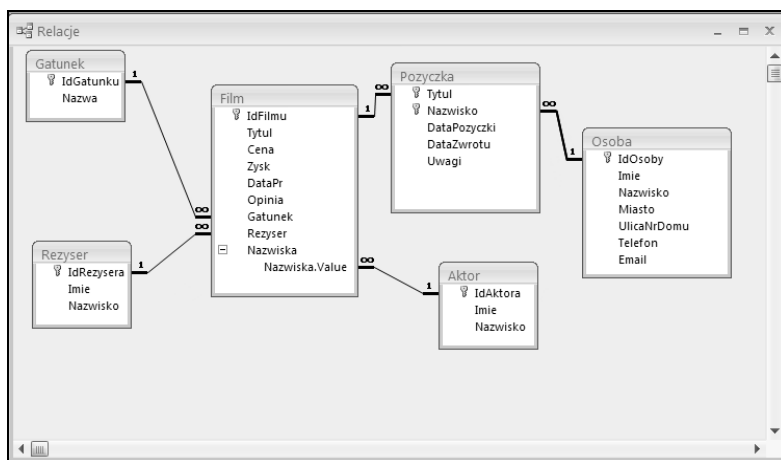 Relacje
Gatunek
IdGatunku
Nazwa
1
∞
Film
IdFilmu
Tytul
Cena
Zysk
DataPr
Opinia
Gatunek
Rezyser
Nazwiska
Nazwiska.Value
1
∞
∞
Pozyczka
Tytul
Nazwisko
DataPozyczki
DataZwrotu
Uwagi
∞
1
Osoba
IdOsoby
Imie
Nazwisko
Miasto
UlicaNrDomu
Telefon
Email
Rezyser
IdRezysera
Imie
Nazwisko
1
∞
∞
1
Aktor
IdAktora
Imie
Nazwisko